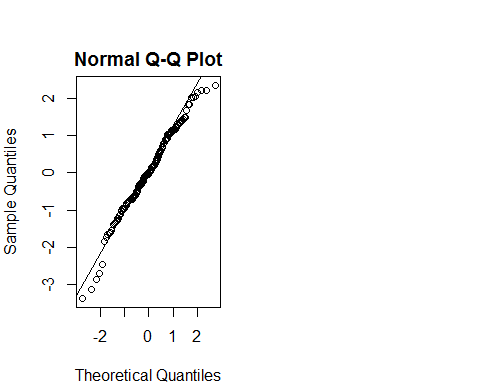 Normal Q-Q Plot
Sample Quantiles
2
1
0
-1
-2
-3
-2 0 1 2
Theoretical Quantiles